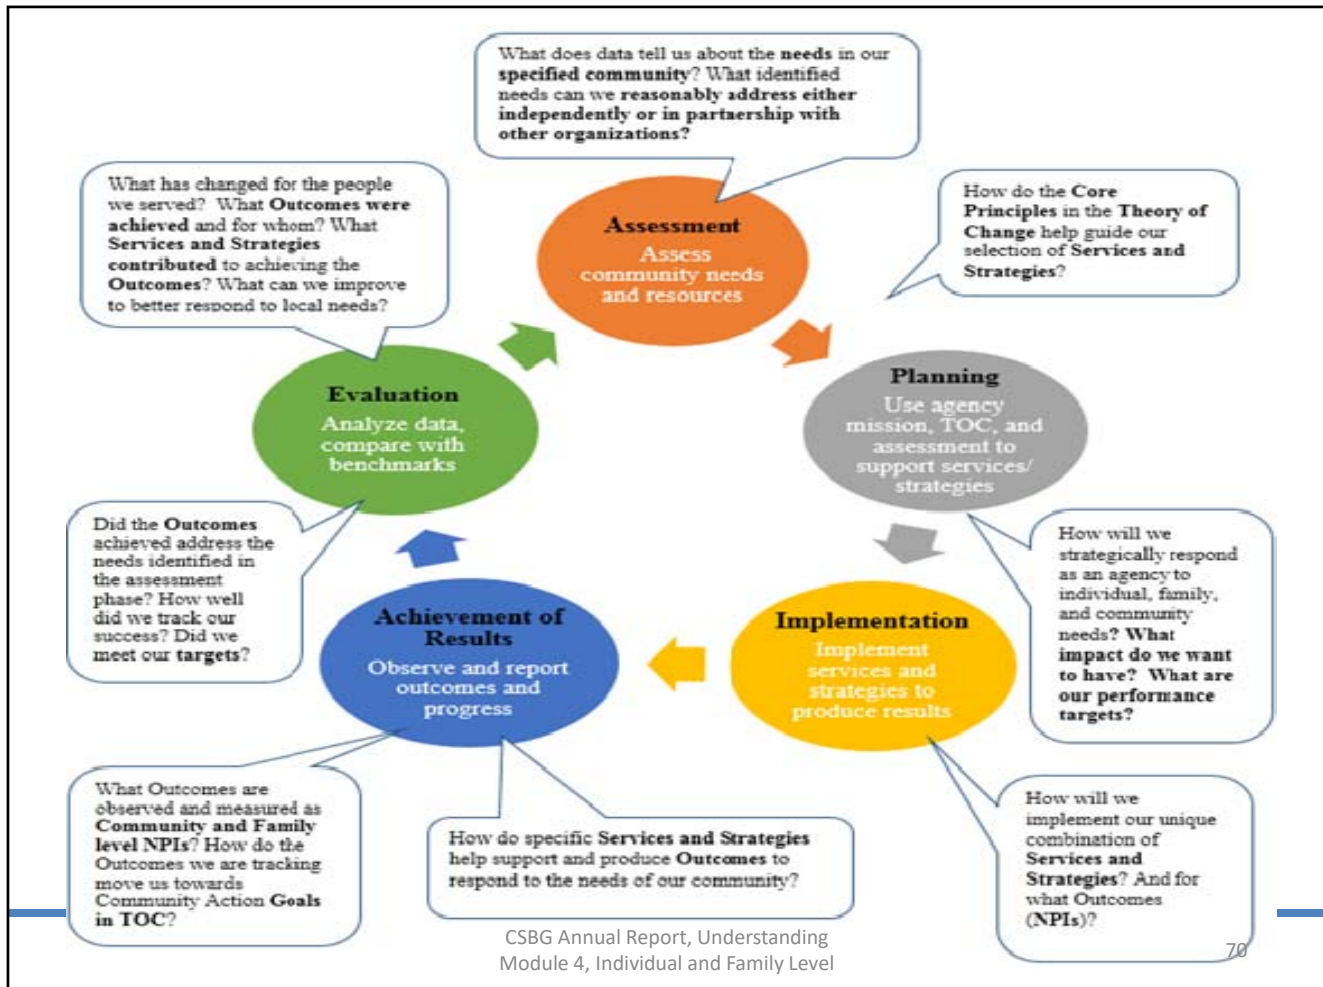 What does data tell us about the needs in our
specified community? What identified
needs can we reasonably address either
independently or in partnership with
other organizations?
What has changed for the people
we served? What Outcomes were
achieved and for whom? What
Services and Strategies
contributed to achieving the
Outcomes? What can we improve
to better respond to local needs?
Assessment
Assess
community needs
and resources
How do the Core
Principles in the Theory of
Change help guide our
selection of Services and
Strategies?
Evaluation
Analyze data,
compare with
benchmarks
Planning
Use agency
mission, TOC, and
assessment to
support services/
strategies
Did the Outcomes
achieved address the
needs identified in
the assessment
phase? How well
did we track our
success? Did we
meet our targets?
How will we
strategically respond
as an agency to
individual, family,
and community
needs? What
impact do we want
to have? What are
our performance
targets?
Achievement of
Results
Observe and report
outcomes and
progress
Implementation
Implement
services and
strategies to
produce results
What Outcomes are
observed and measured as
Community and Family
level NPIs? How do the
Outcomes we are tracking
move us towards
Community Action Goals
in TOC?
How do specific Services and Strategies
help support and produce Outcomes to
respond to the needs of our community?
How will we
implement our unique
combination of
Services and
Strategies? And for
what Outcomes
(NPIs)?
CSBG Annual Report, Understanding
Module 4, Individual and Family Level
70